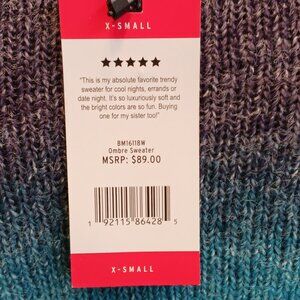 X-SMALL
★★★★★
"This is my absolute favorite trendy
sweater for cool nights, errands or
date night. It's so luxuriously soft and
the bright colors are so fun. Buying
one for my sister too!"
BM16118W
Ombre Sweater
MSRP: $89.00
1 92115 86428 5
X-SMALL